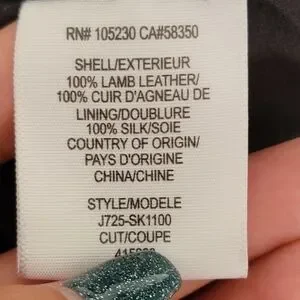 RN# 105230 CA#58350
SHELL/EXTERIEUR
100% LAMB LEATHER/
100% CUIR D'AGNEAU DE
LINING/DOUBLURE
100% SILK/SOIE
COUNTRY OF ORIGIN/
PAYS D'ORIGINE
CHINA/CHINE
STYLE/MODELE
J725-SK1100
CUT/COUPE